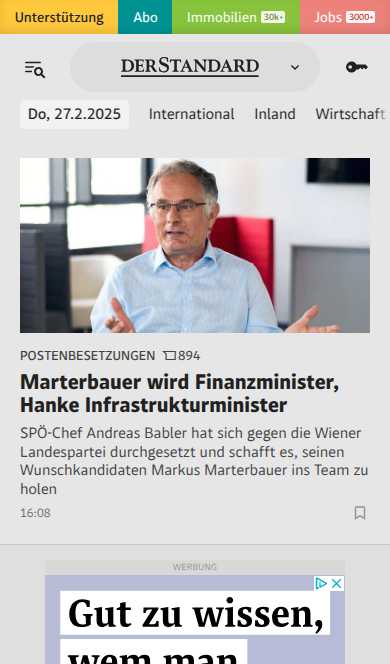 Unterstützung Abo Immobilien 30k+ Jobs 3000+
DERSTANDARD
Do, 27.2.2025 International Inland Wirtschaft
POSTENBESETZUNGEN 894
Marterbauer wird Finanzminister,
Hanke Infrastrukturminister
SPÖ-Chef Andreas Babler hat sich gegen die Wiener
Landespartei durchgesetzt und schafft es, seinen
Wunschkandidaten Markus Marterbauer ins Team zu
holen
16:08
WERBUNG
Gut zu wissen,
wem man